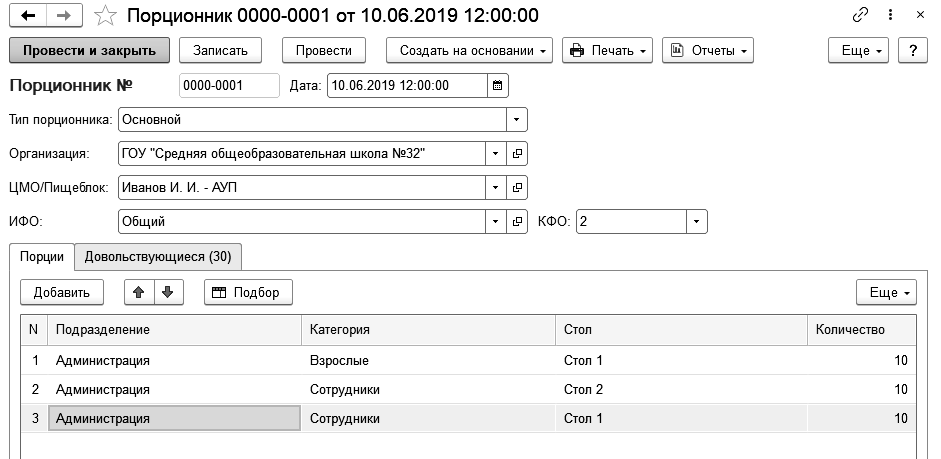 Порционник 0000-0001 от 10.06.2019 12:00:00
Провести и закрыть Записать Провести Создать на основании Печать Отчеты Еще ?
Порционник № 0000-0001 Дата: 10.06.2019 12:00:00
Тип порционника: Основной
Организация: ГОУ "Средняя общеобразовательная школа №32"
ЦМО/Пищеблок: Иванов И. И. - АУП
ИФО: Общий КФО: 2
Порции Довольствующиеся (30)
Добавить Подбор Еще
N Подразделение Категория Стол Количество
1 Администрация Взрослые Стол 1 10
2 Администрация Сотрудники Стол 2 10
3 Администрация Сотрудники Стол 1 10